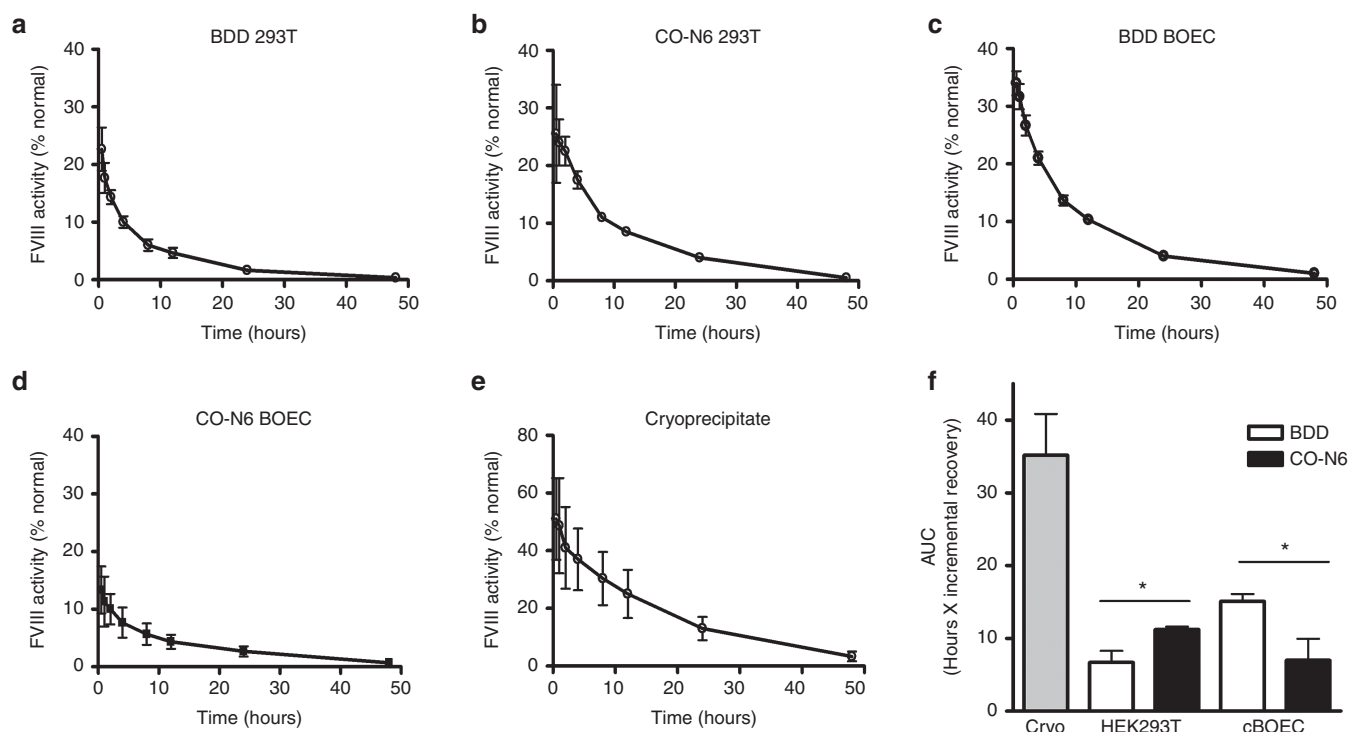 a
BDD 293T
40
30
20
10
0
FVIII activity (% normal)
0 10 20 30 40 50
Time (hours)
b
CO-N6 293T
40
30
20
10
0
FVIII activity (% normal)
0 10 20 30 40 50
Time (hours)
c
BDD BOEC
40
30
20
10
0
FVIII activity (% normal)
0 10 20 30 40 50
Time (hours)
d
CO-N6 BOEC
40
30
20
10
0
FVIII activity (% normal)
0 10 20 30 40 50
Time (hours)
e
Cryoprecipitate
80
60
40
20
0
FVIII activity (% normal)
0 10 20 30 40 50
Time (hours)
f
40
30
20
10
0
AUC
(Hours X incremental recovery)
BDD
CO-N6
*
*
Cryo HEK293T cBOEC